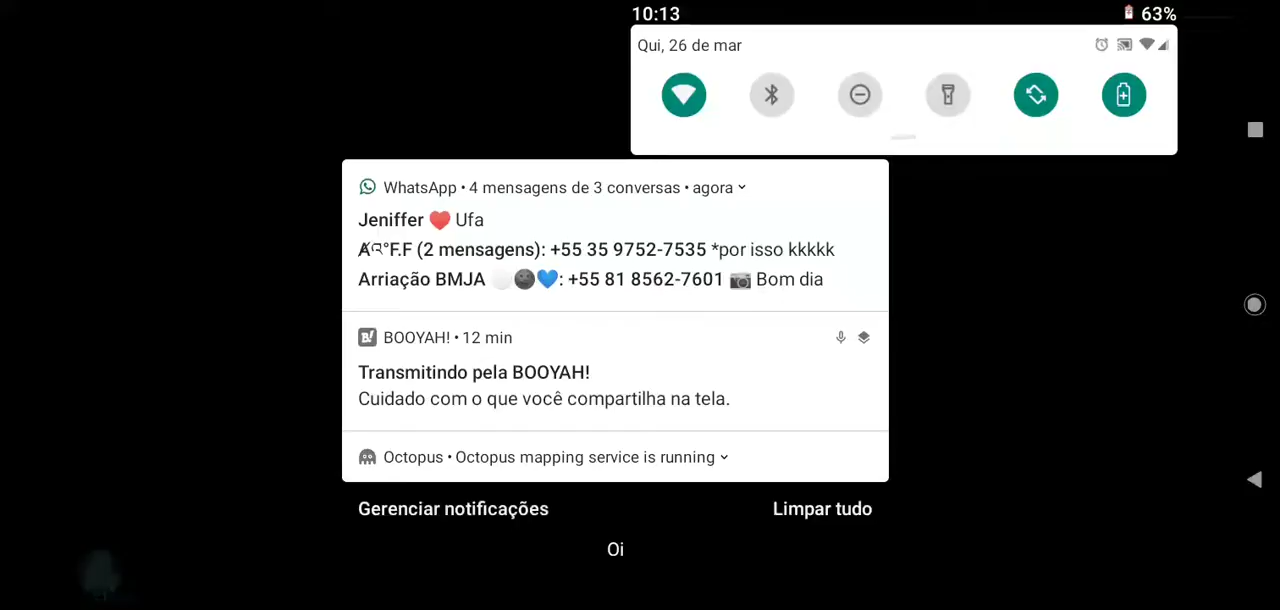 10:13
63%
Qui, 26 de mar
WhatsApp • 4 mensagens de 3 conversas • agora
Jeniffer ❤️ Ufa
(2 mensagens): +55 35 9752-7535 *por isso kkkkk
Arriação BMJA ⚪🌚💙: +55 81 8562-7601 📷 Bom dia
BOOYAH! • 12 min
Transmitindo pela BOOYAH!
Cuidado com o que você compartilha na tela.
Octopus • Octopus mapping service is running
Gerenciar notificações
Limpar tudo
Oi